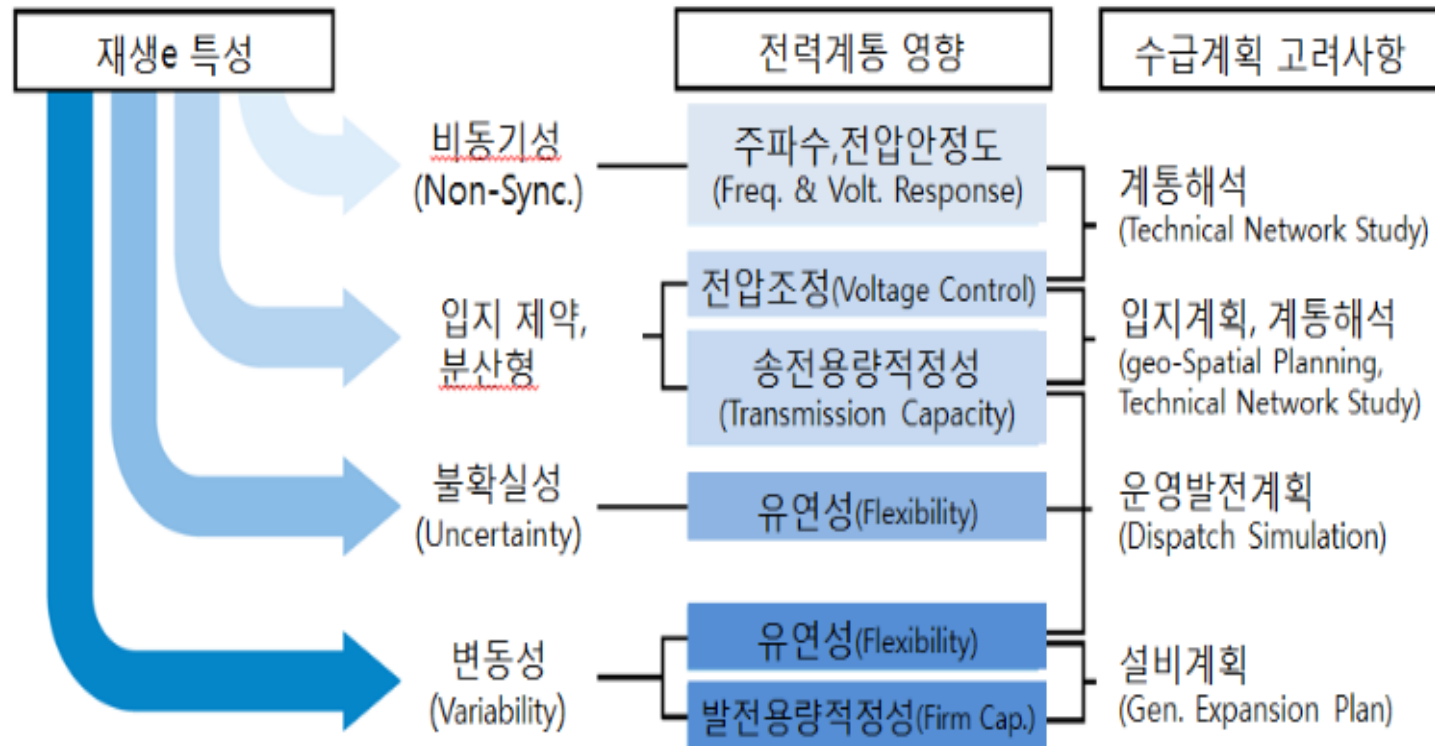 재생e 특성
전력계통 영향
수급계획 고려사항
비동기성
(Non-Sync.)
주파수,전압안정도
(Freq. & Volt. Response)
계통해석
(Technical Network Study)
입지 제약,
분산형
전압조정(Voltage Control)
송전용량적정성
(Transmission Capacity)
입지계획, 계통해석
(geo-Spatial Planning,
Technical Network Study)
불확실성
(Uncertainty)
유연성(Flexibility)
운영발전계획
(Dispatch Simulation)
변동성
(Variability)
유연성(Flexibility)
발전용량적정성(Firm Cap.)
설비계획
(Gen. Expansion Plan)